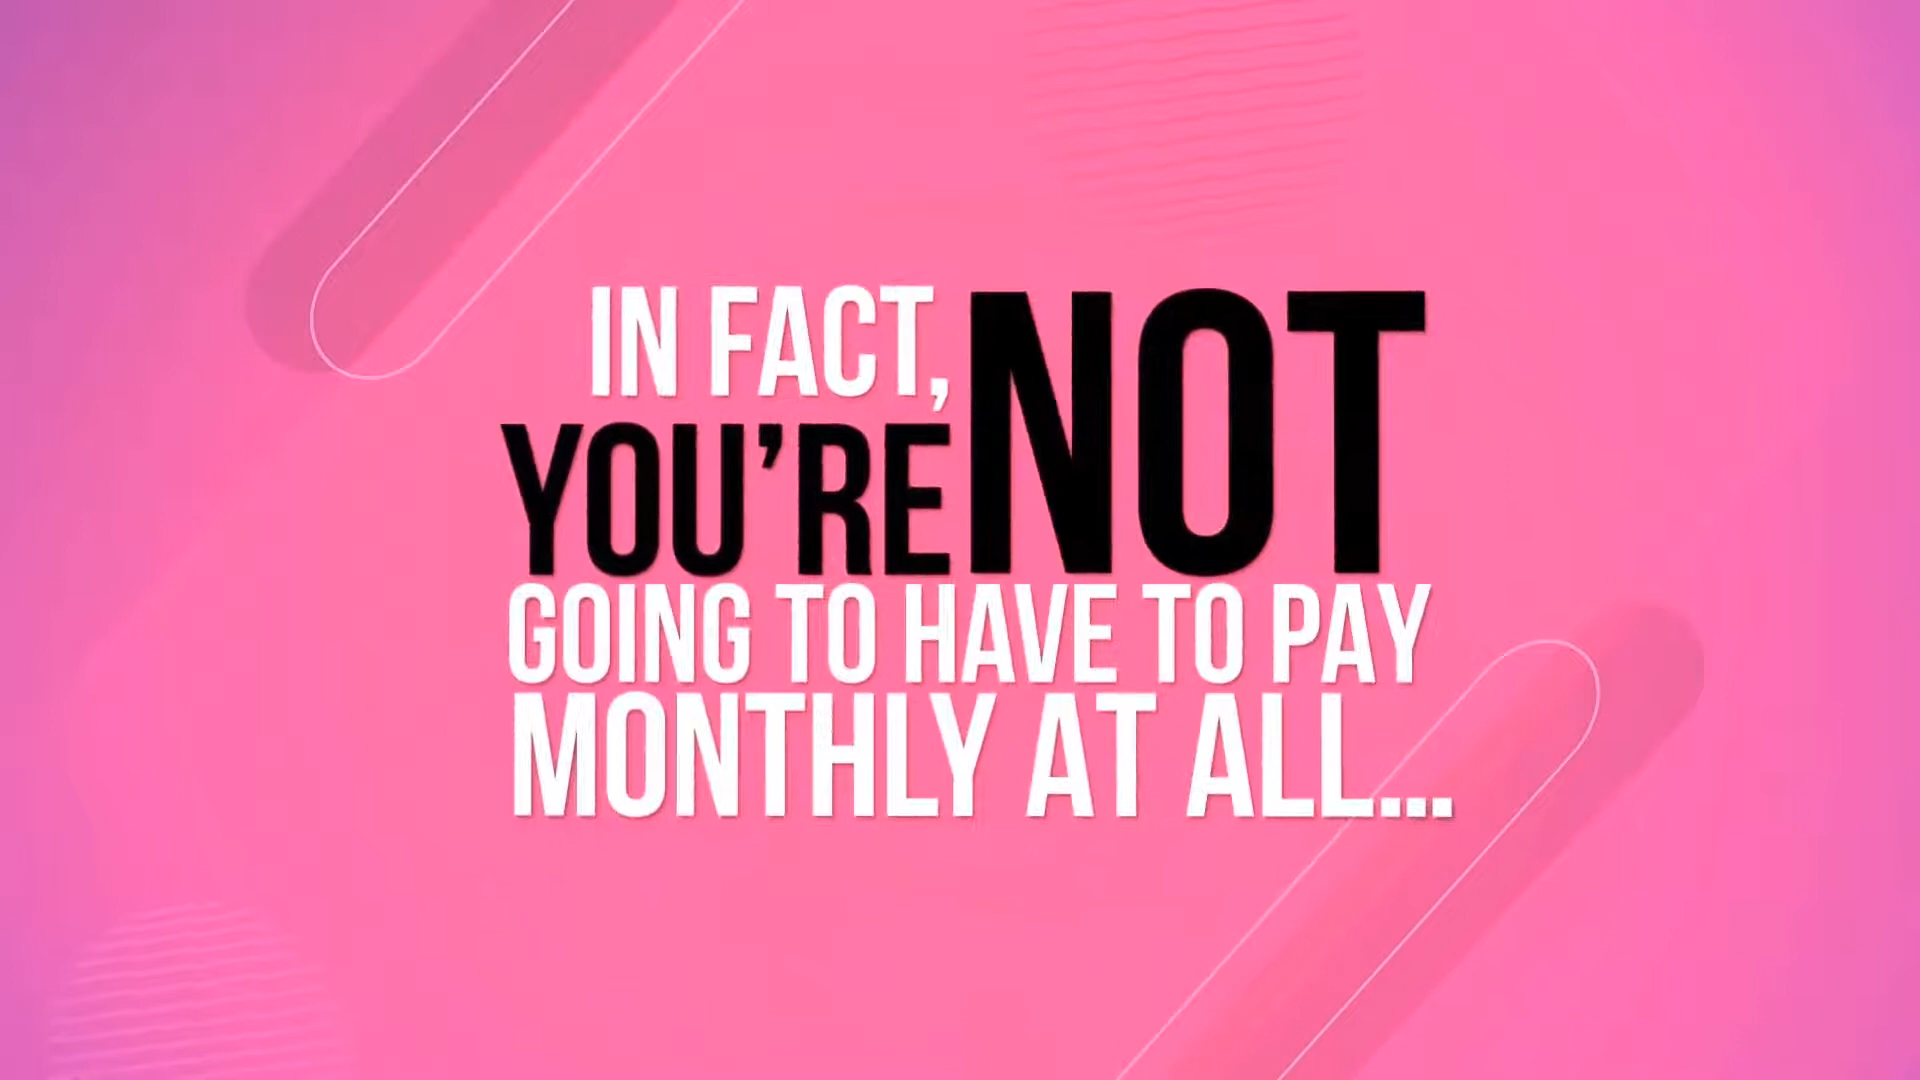 IN FACT,
YOU'RE NOT
GOING TO HAVE TO PAY
MONTHLY AT ALL...